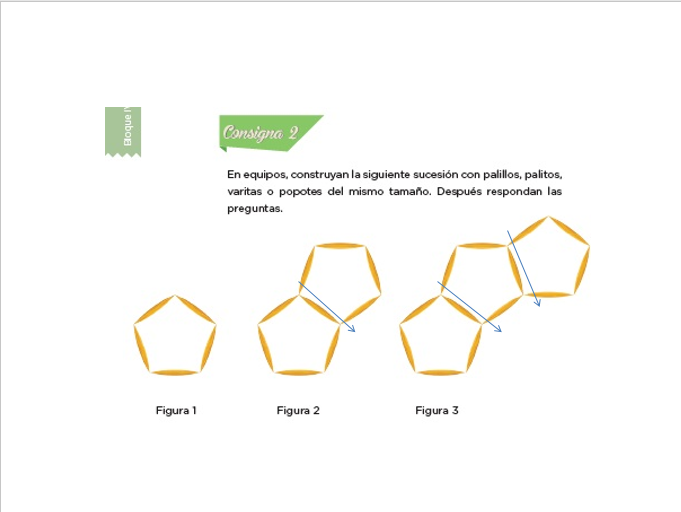 Bloque I
Consigna 2
En equipos, construyan la siguiente sucesión con palillos, palitos,
varitas o popotes del mismo tamaño. Después respondan las
preguntas.
Figura 1
Figura 2
Figura 3